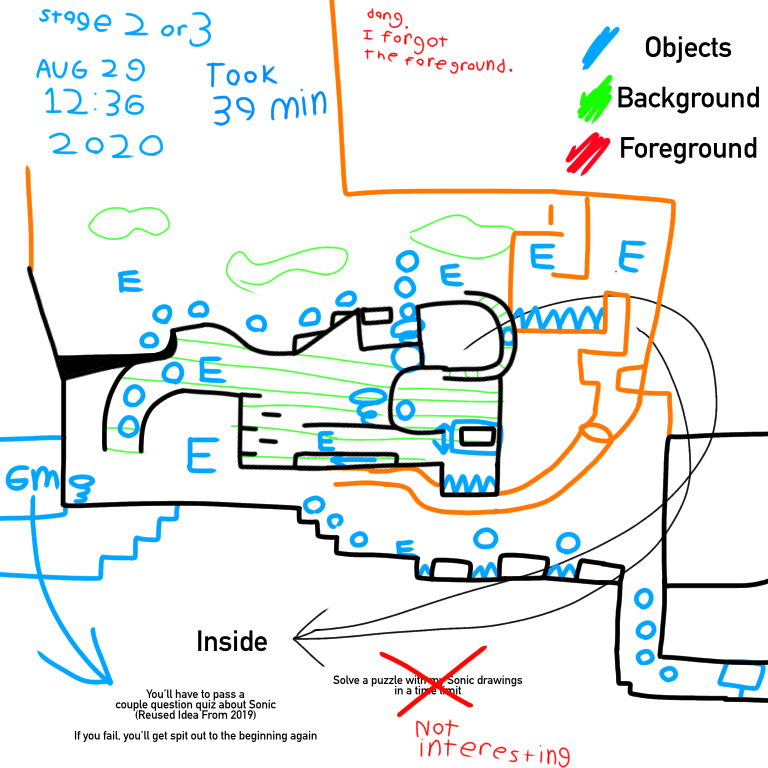 stage 2 or 3
AUG 29
12:36
2020
Took
39 min
dang.
I forgot
the foreground.
Objects
Background
Foreground
E
E
E
E
E
E
E
E
Gm
Inside
You'll have to pass a
couple question quiz about Sonic
(Reused Idea From 2019)
If you fail, you'll get spit out to the beginning again
Solve a puzzle with my Sonic drawings
in a time limit
Not
interesting